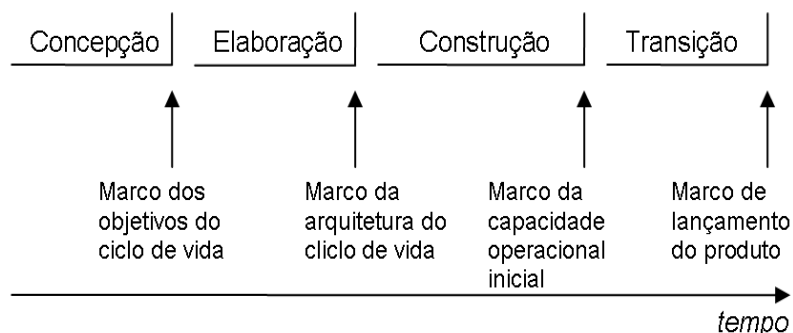 Concepção
Elaboração
Construção
Transição
Marco dos
objetivos do
ciclo de vida
Marco da
arquitetura do
cliclo de vida
Marco da
capacidade
operacional
inicial
Marco de
lançamento
do produto
tempo